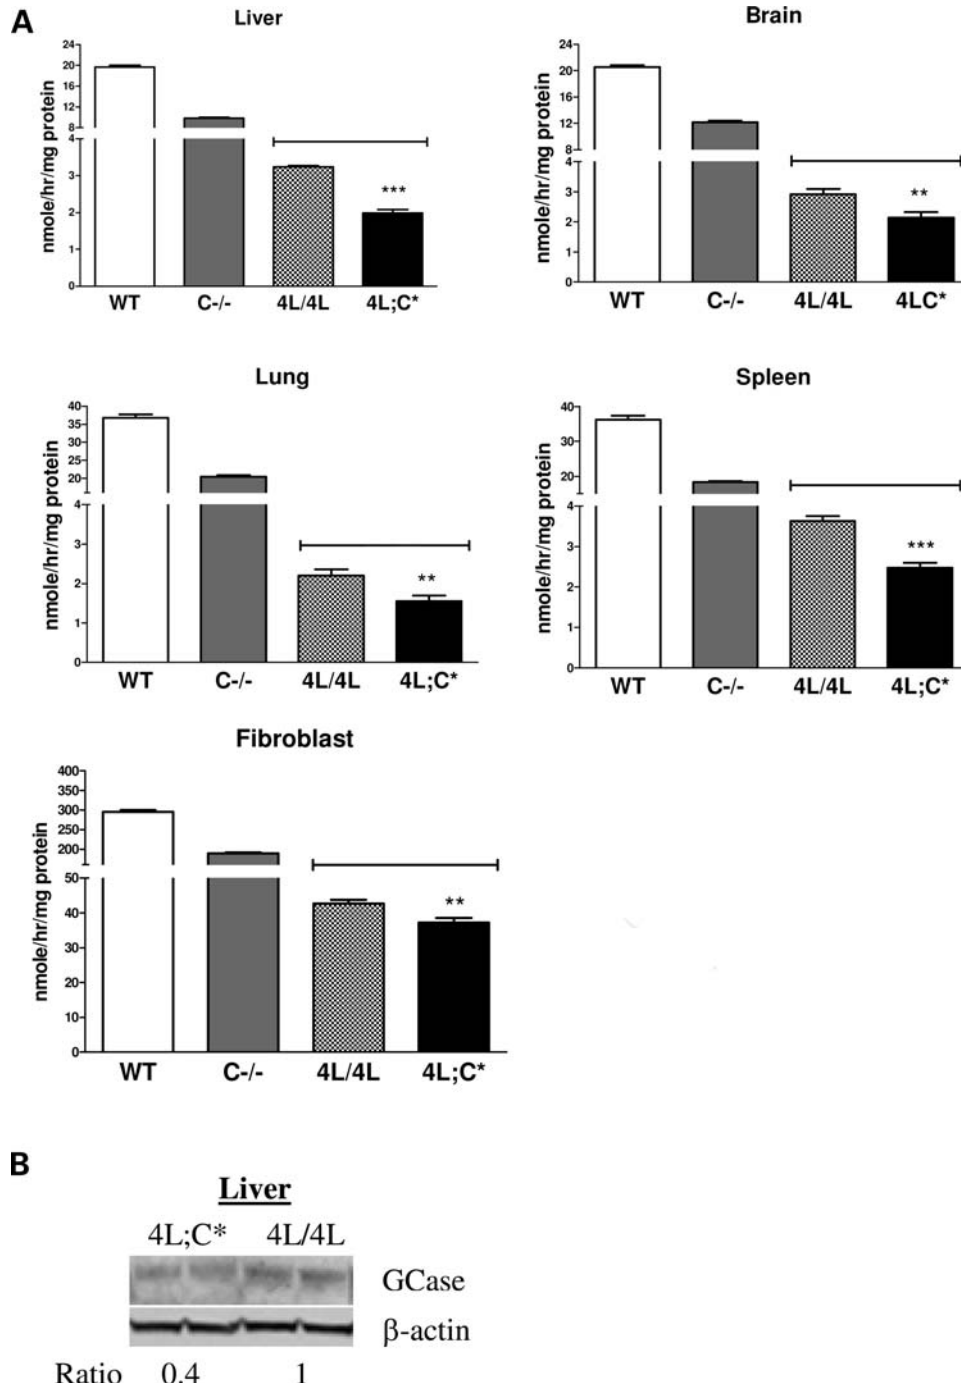 A
Liver
nmole/hr/mg protein
24
20
16
12
8
4
3
2
1
0
***
WT C-/- 4L/4L 4L;C*
Brain
nmole/hr/mg protein
24
20
16
12
8
4
3
2
1
0
**
WT C-/- 4L/4L 4LC*
Lung
nmole/hr/mg protein
40
35
30
25
20
4
3
2
1
0
**
WT C-/- 4L/4L 4L;C*
Spleen
nmole/hr/mg protein
40
30
20
4
3
2
1
0
***
WT C-/- 4L/4L 4L;C*
Fibroblast
nmole/hr/mg protein
400
350
300
250
200
50
40
30
20
10
0
**
WT C-/- 4L/4L 4L;C*
B
Liver
4L;C* 4L/4L
GCase
β-actin
Ratio 0.4 1